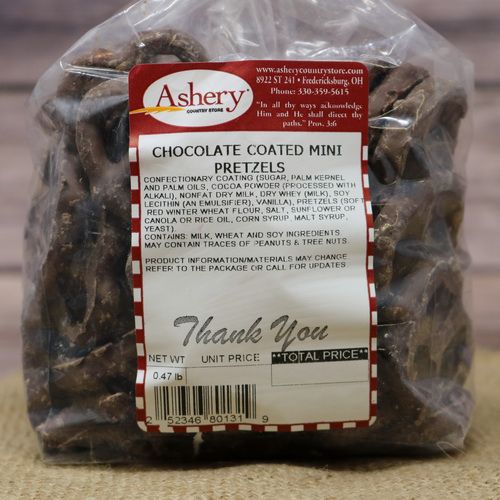 Ashery
COUNTRY STORE
www.asherycountrystore.com
8922 ST 241 • Fredericksburg, OH
Phone: 330-359-5615
"In all thy ways acknowledge
Him and He shall direct thy
paths." Prov. 3:6
CHOCOLATE COATED MINI
PRETZELS
CONFECTIONARY COATING (SUGAR, PALM KERNEL
AND PALM OILS, COCOA POWDER (PROCESSED WITH
ALKALI), NONFAT DRY MILK, DRY WHEY (MILK), SOY
LECITHIN (AN EMULSIFIER), VANILLA), PRETZELS (SOFT
RED WINTER WHEAT FLOUR, SALT, SUNFLOWER OR
CANOLA OR RICE OIL, CORN SYRUP, MALT SYRUP,
YEAST).
CONTAINS: MILK, WHEAT AND SOY INGREDIENTS
MAY CONTAIN TRACES OF PEANUTS & TREE NUTS.
PRODUCT INFORMATION/MATERIALS MAY CHANGE
REFER TO THE PACKAGE OR CALL FOR UPDATES
Thank You
NET WT UNIT PRICE **TOTAL PRICE**
0.47 lb
2 52346 80131 9